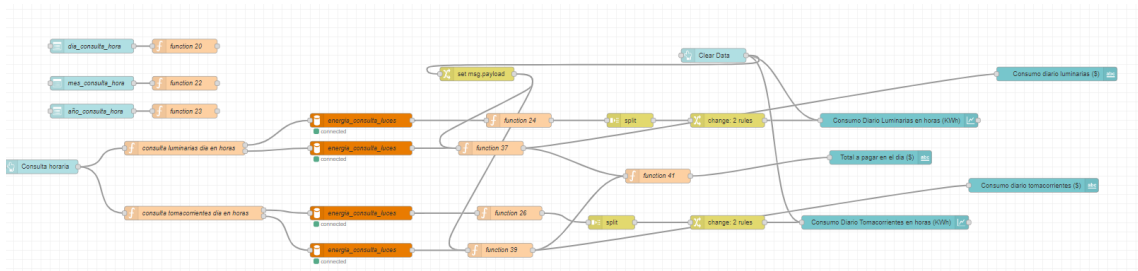 dia_consulta_hora
function 20
Clear Data
set msg.payload
Consumo diario luminarias ($)
mes_consulta_hora
function 22
año_consulta_hora
function 23
energia_consulta_luces
connected
function 24
split
change: 2 rules
Consumo Diario Luminarias en horas (KWh)
consulta luminarias dia en horas
energia_consulta_luces
connected
function 37
Total a pagar en el dia ($)
Consulta horaria
function 41
Consumo diario tomacorrientes ($)
consulta tomacorrientes dia en horas
energia_consulta_luces
connected
function 26
split
change: 2 rules
Consumo Diario Tomacorrientes en horas (KWh)
energia_consulta_luces
connected
function 39